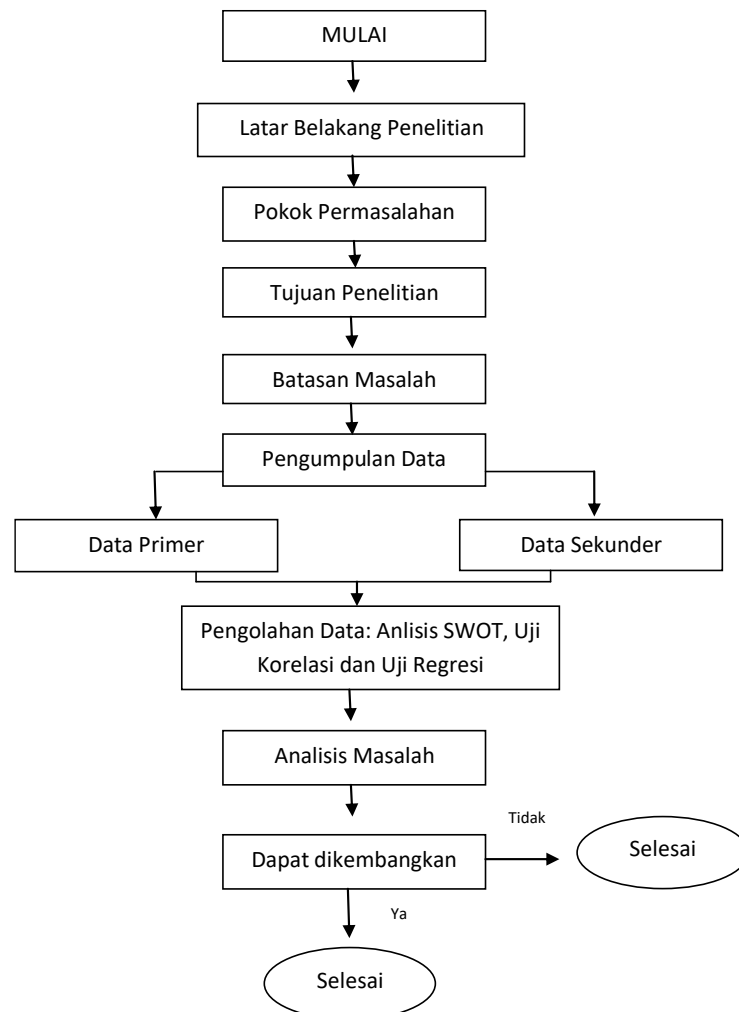 MULAI
Latar Belakang Penelitian
Pokok Permasalahan
Tujuan Penelitian
Batasan Masalah
Pengumpulan Data
Data Primer
Data Sekunder
Pengolahan Data: Anlisis SWOT, Uji
Korelasi dan Uji Regresi
Analisis Masalah
Tidak
Dapat dikembangkan
Selesai
Ya
Selesai